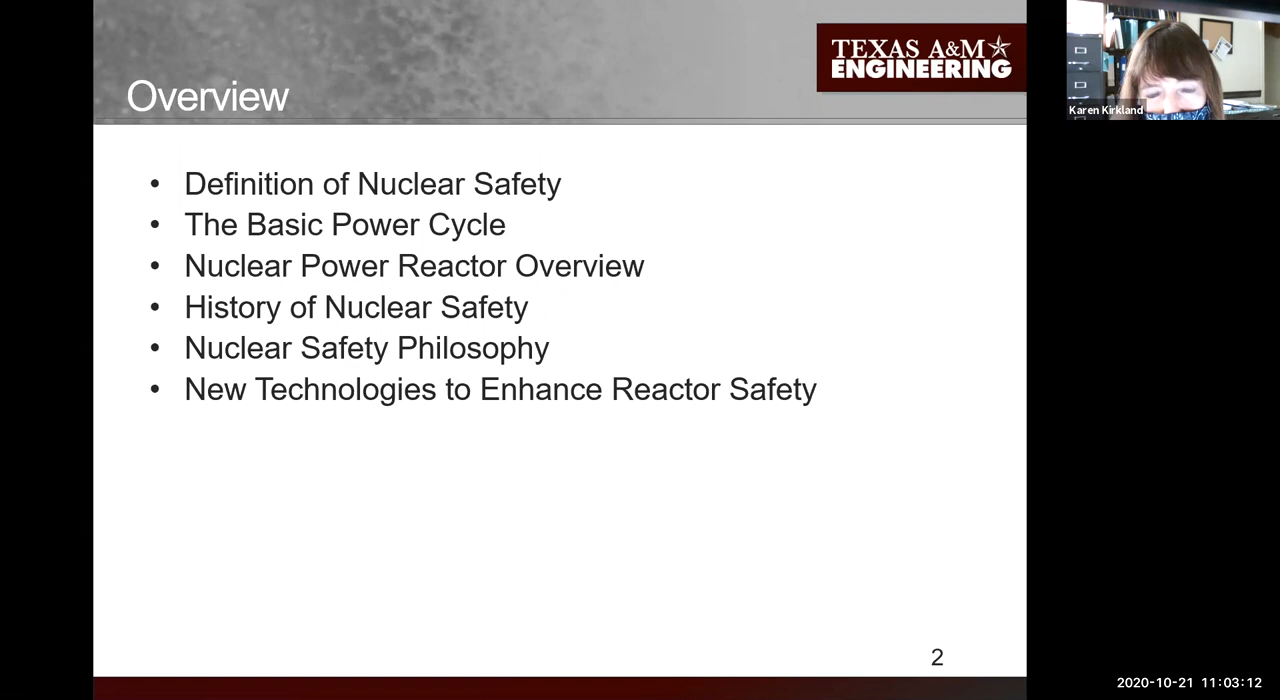 Overview
TEXAS A&M
ENGINEERING
Karen Kirkland
• Definition of Nuclear Safety
• The Basic Power Cycle
• Nuclear Power Reactor Overview
• History of Nuclear Safety
• Nuclear Safety Philosophy
• New Technologies to Enhance Reactor Safety
2
2020-10-21 11:03:12